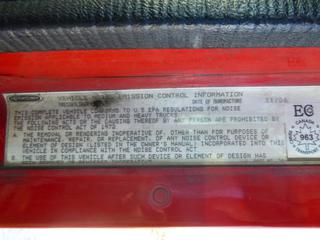 VEHICLE EMISSION CONTROL INFORMATION
DATE OF MANUFACTURE 11/06
CONFORMS TO U.S EPA REGULATIONS FOR NOISE
EMISSION APPLICABLE TO MEDIUM AND HEAVY TRUCKS
THE FOLLOWING ACTS OR THE CAUSING THEREOF BY ANY PERSON ARE PROHIBITED BY
NOISE CONTROL ACT OF 1972
A. THE REMOVAL OR RENDERING INOPERATIVE OF, OTHER THAN FOR PURPOSES OF
MAINTENANCE, REPAIR, OR REPLACEMENT, OF ANY NOISE CONTROL DEVICE OR
ELEMENT OF DESIGN (LISTED IN THE OWNER'S MANUAL) INCORPORATED INTO THIS
VEHICLE IN COMPLIANCE WITH THE NOISE CONTROL ACT
B. THE USE OF THIS VEHICLE AFTER SUCH DEVICE OR ELEMENT OF DESIGN HAS
EC
CANADA
963